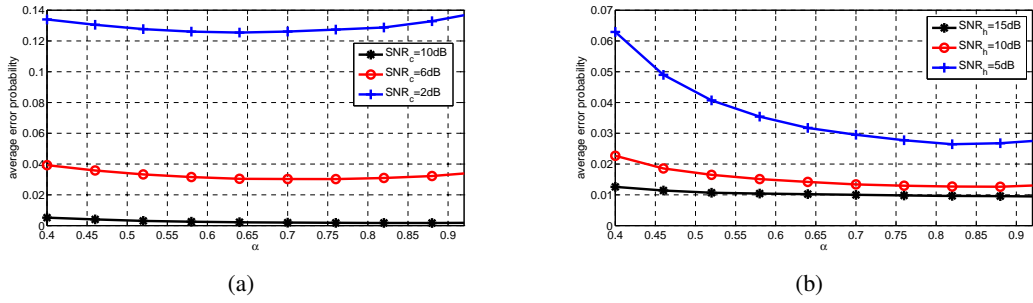 0.14
0.12
0.1
0.08
0.06
0.04
0.02
0
average error probability
SNR_c=10dB
SNR_c=6dB
SNR_c=2dB
0.4 0.45 0.5 0.55 0.6 0.65 0.7 0.75 0.8 0.85 0.9
α
(a)
0.07
0.06
0.05
0.04
0.03
0.02
0.01
0
average error probability
SNR_h=15dB
SNR_h=10dB
SNR_h=5dB
0.4 0.45 0.5 0.55 0.6 0.65 0.7 0.75 0.8 0.85 0.9
α
(b)